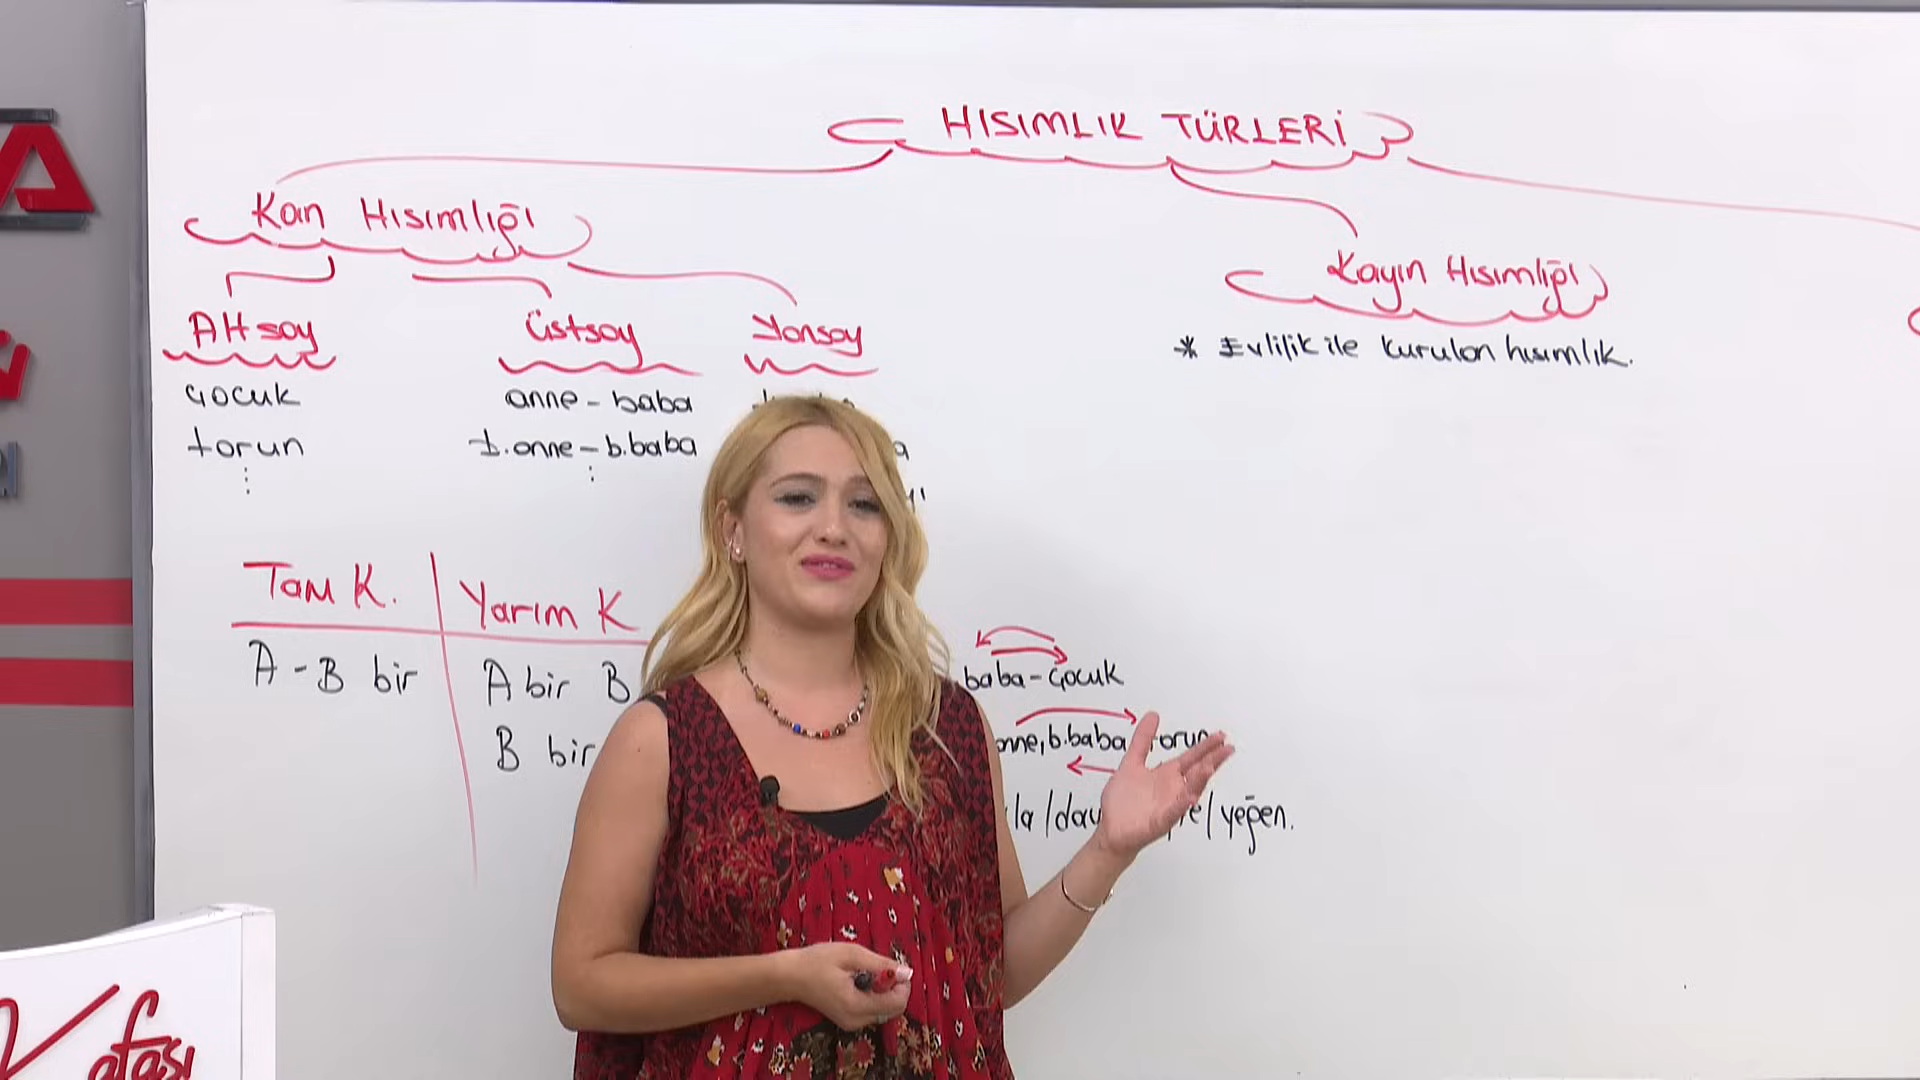 HISIMLIK TÜRLERİ
Kan Hısımlığı
Kayın Hısımlığı
Altsoy
Üstsoy
Yansoy
* Evlilik ile kurulan hısımlık.
çocuk
anne - baba
torun
b.anne - b.baba
Tam K.
Yarım K
A - B bir
A bir B
B bir
baba - çocuk
b.baba
/yeğen.
Kafası